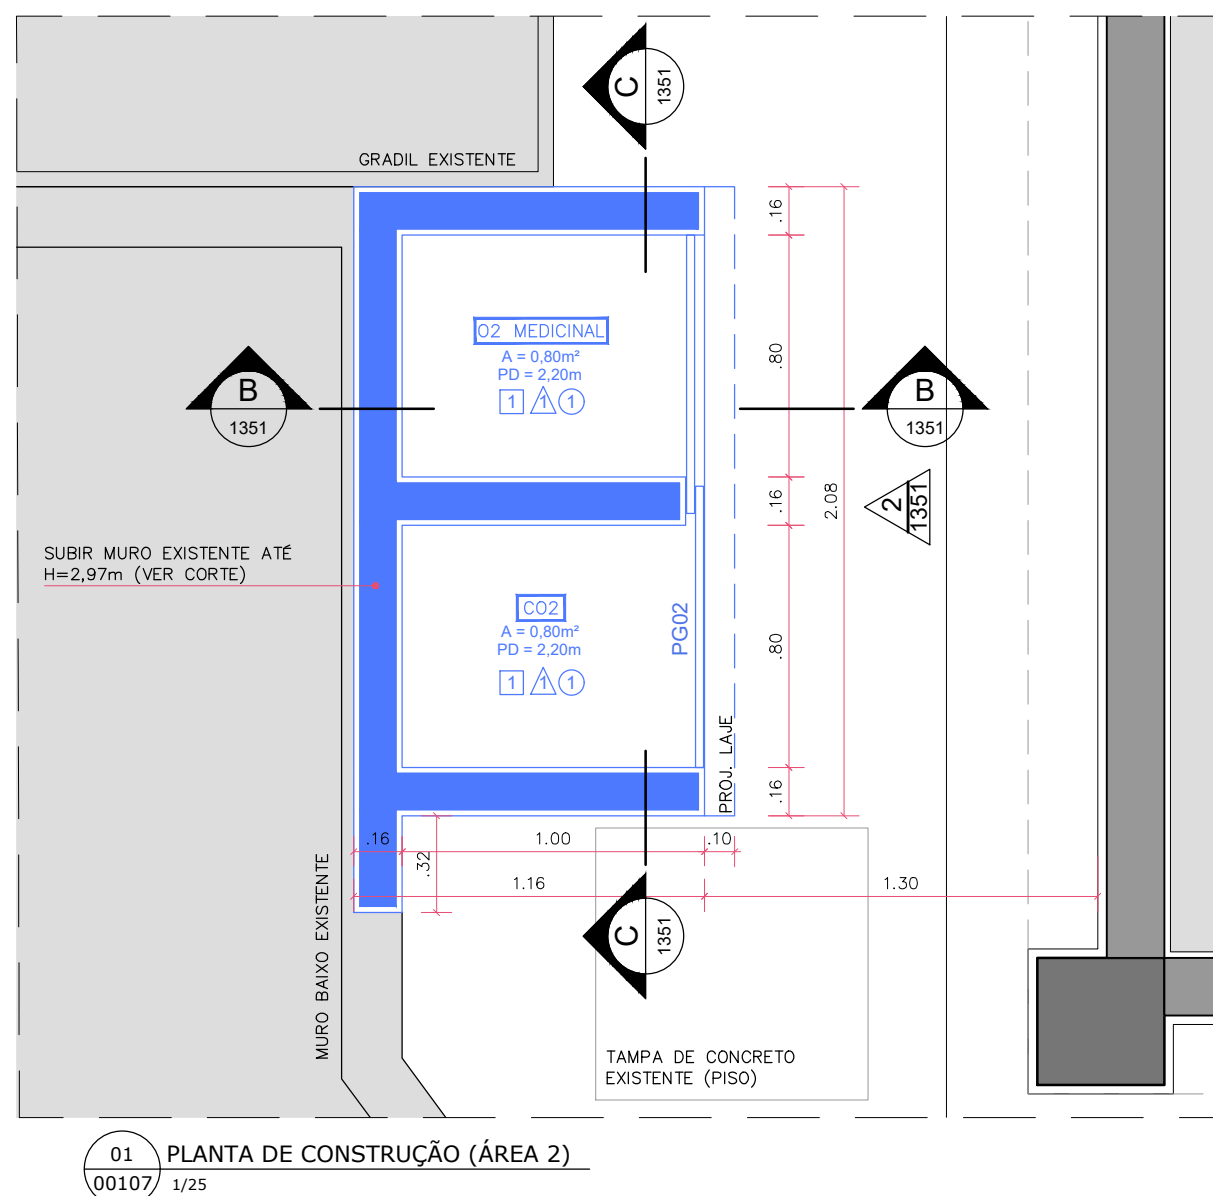 C
1351
GRADIL EXISTENTE
.16
O2 MEDICINAL
A = 0,80m²
PD = 2,20m
1 1 1
.80
B
1351
B
1351
.16
2.08
2
1351
SUBIR MURO EXISTENTE ATÉ
H=2,97m (VER CORTE)
CO2
A = 0,80m²
PD = 2,20m
1 1 1
PG02
.80
PROJ. LAJE
.16
.16
1.00
.10
.32
1.16
1.30
MURO BAIXO EXISTENTE
C
1351
TAMPA DE CONCRETO
EXISTENTE (PISO)
01
00107
PLANTA DE CONSTRUÇÃO (ÁREA 2)
1/25